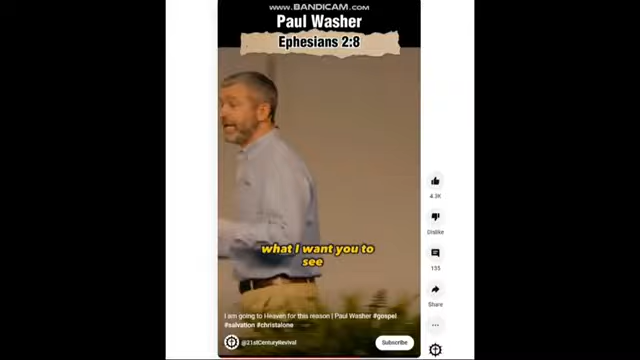 WWW.BANDICAM.COM
Paul Washer
Ephesians 2:8
what I want you to
see
4.3K
Dislike
155
Share
I am going to Heaven for this reason | Paul Washer #gospel
#salvation #christalone
@21stCenturyRevival
Subscribe